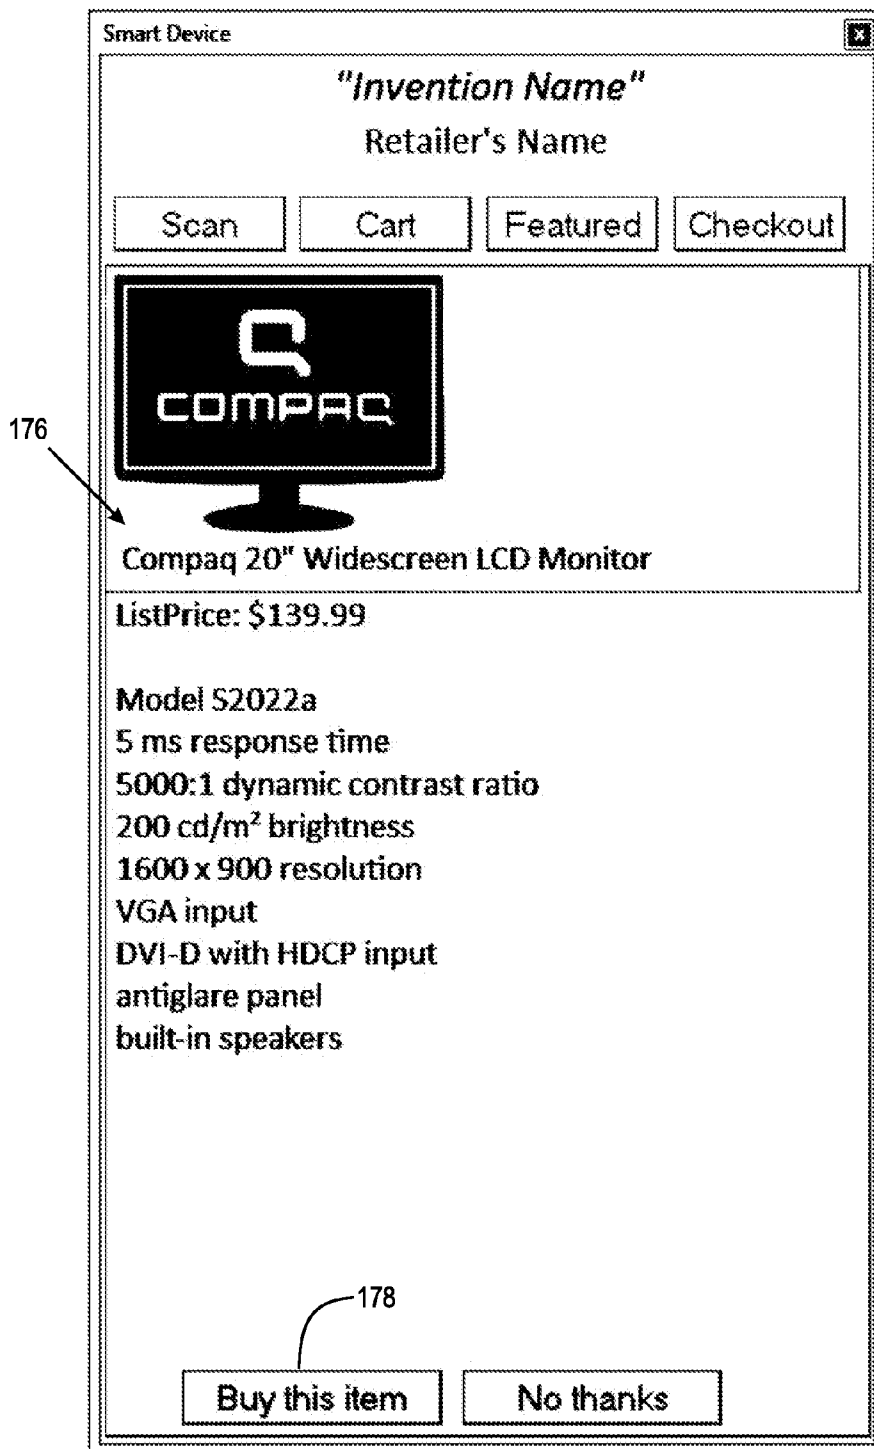 Smart Device
"Invention Name"
Retailer's Name
Scan Cart Featured Checkout
COMPAQ
176
Compaq 20" Widescreen LCD Monitor
ListPrice: $139.99
Model S2022a
5 ms response time
5000:1 dynamic contrast ratio
200 cd/m² brightness
1600 x 900 resolution
VGA input
DVI-D with HDCP input
antiglare panel
built-in speakers
178
Buy this item No thanks